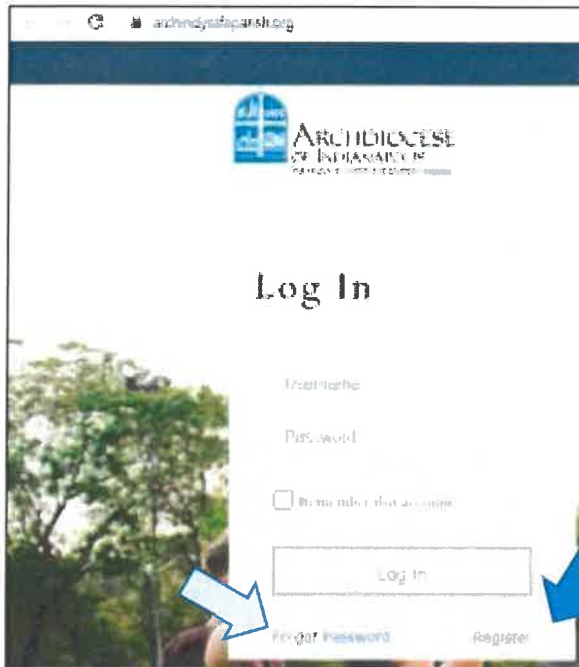 archindysafeparish.org
ARCHDIOCESE
OF INDIANAPOLIS
Log In
Username
Password
Remember this account
Log In
Forgot Password
Register